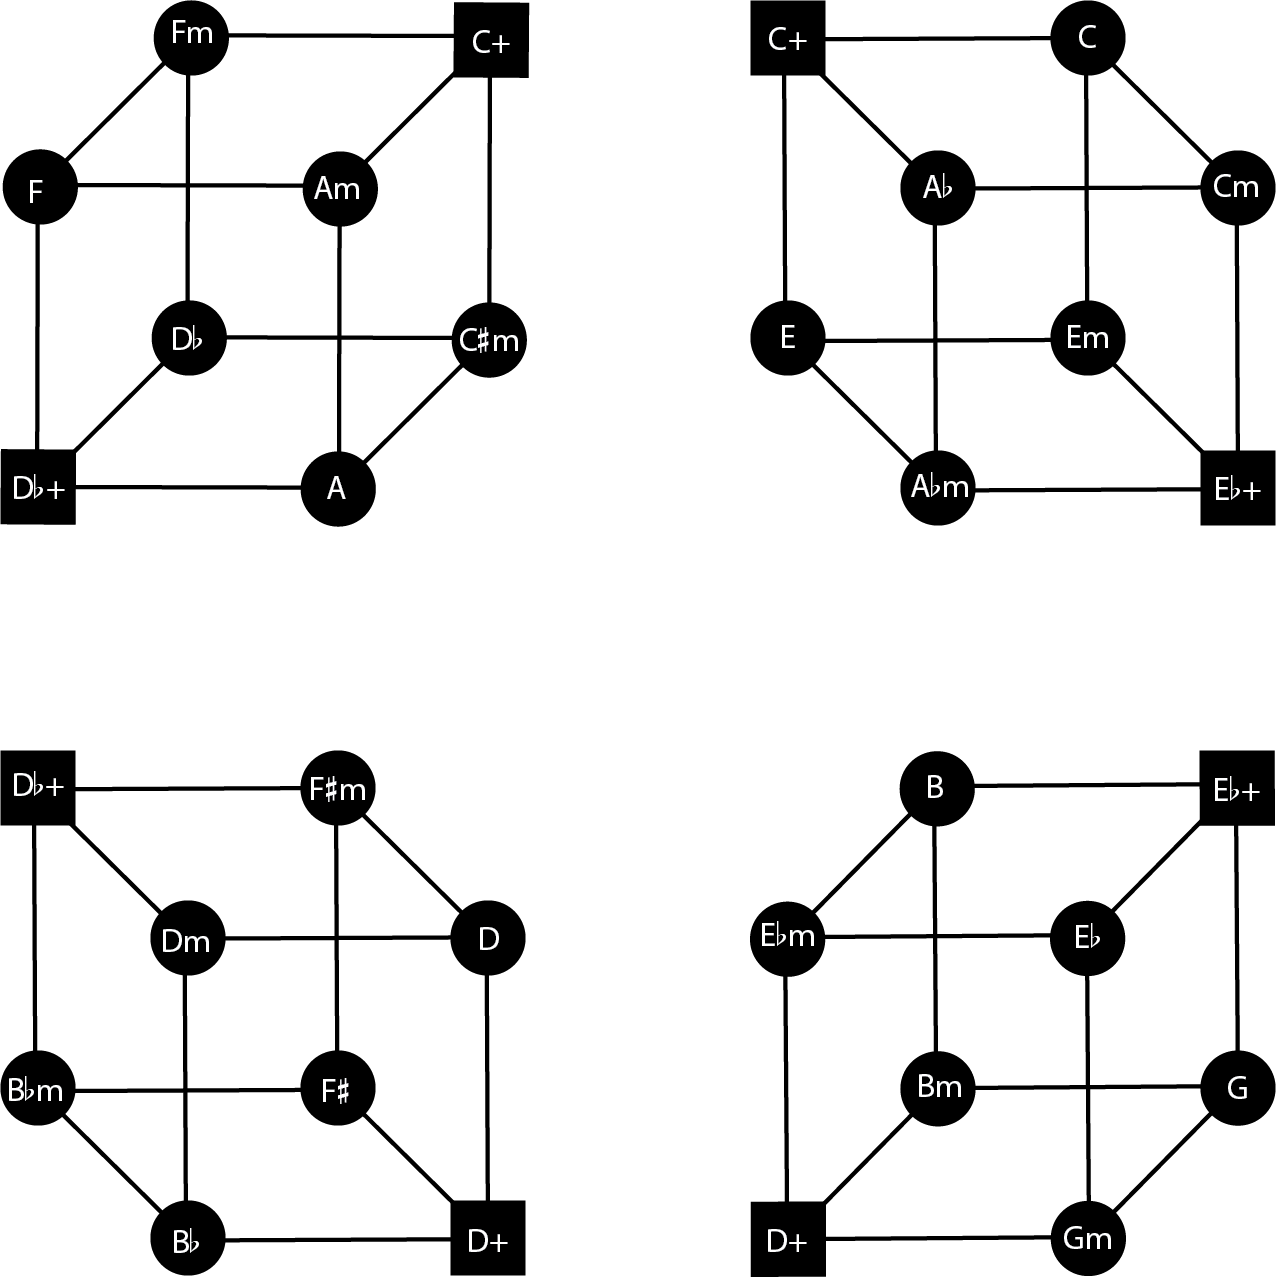 Fm
C+
C+
C
F
Am
A♭
Cm
D♭
C♯m
E
Em
D♭+
A
A♭m
E♭+
D♭+
F♯m
B
E♭+
Dm
D
E♭m
E♭
B♭m
F♯
Bm
G
B♭
D+
D+
Gm